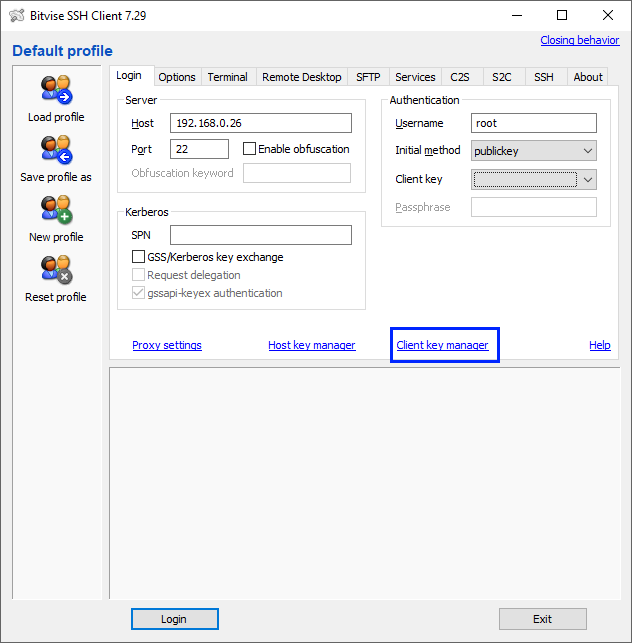 Bitvise SSH Client 7.29
Default profile
Closing behavior
Load profile
Save profile as
New profile
Reset profile
Login Options Terminal Remote Desktop SFTP Services C2S S2C SSH About
Server
Host 192.168.0.26
Port 22 Enable obfuscation
Obfuscation keyword
Kerberos
SPN
GSS/Kerberos key exchange
Request delegation
gssapi-keyex authentication
Authentication
Username root
Initial method publickey
Client key
Passphrase
Proxy settings Host key manager Client key manager Help
Login Exit